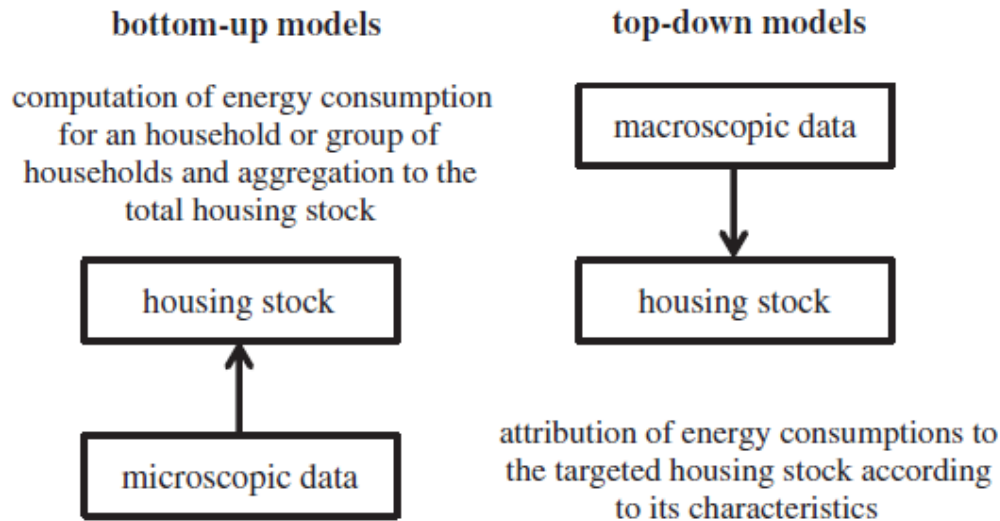 bottom-up models
computation of energy consumption
for an household or group of
households and aggregation to the
total housing stock
housing stock
microscopic data
top-down models
macroscopic data
housing stock
attribution of energy consumptions to
the targeted housing stock according
to its characteristics